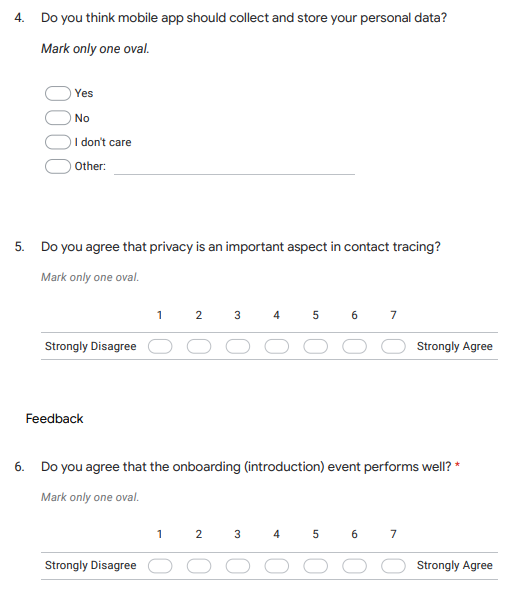 4. Do you think mobile app should collect and store your personal data?
Mark only one oval.
Yes
No
I don't care
Other:
5. Do you agree that privacy is an important aspect in contact tracing?
Mark only one oval.
1 2 3 4 5 6 7
Strongly Disagree Strongly Agree
Feedback
6. Do you agree that the onboarding (introduction) event performs well? *
Mark only one oval.
1 2 3 4 5 6 7
Strongly Disagree Strongly Agree